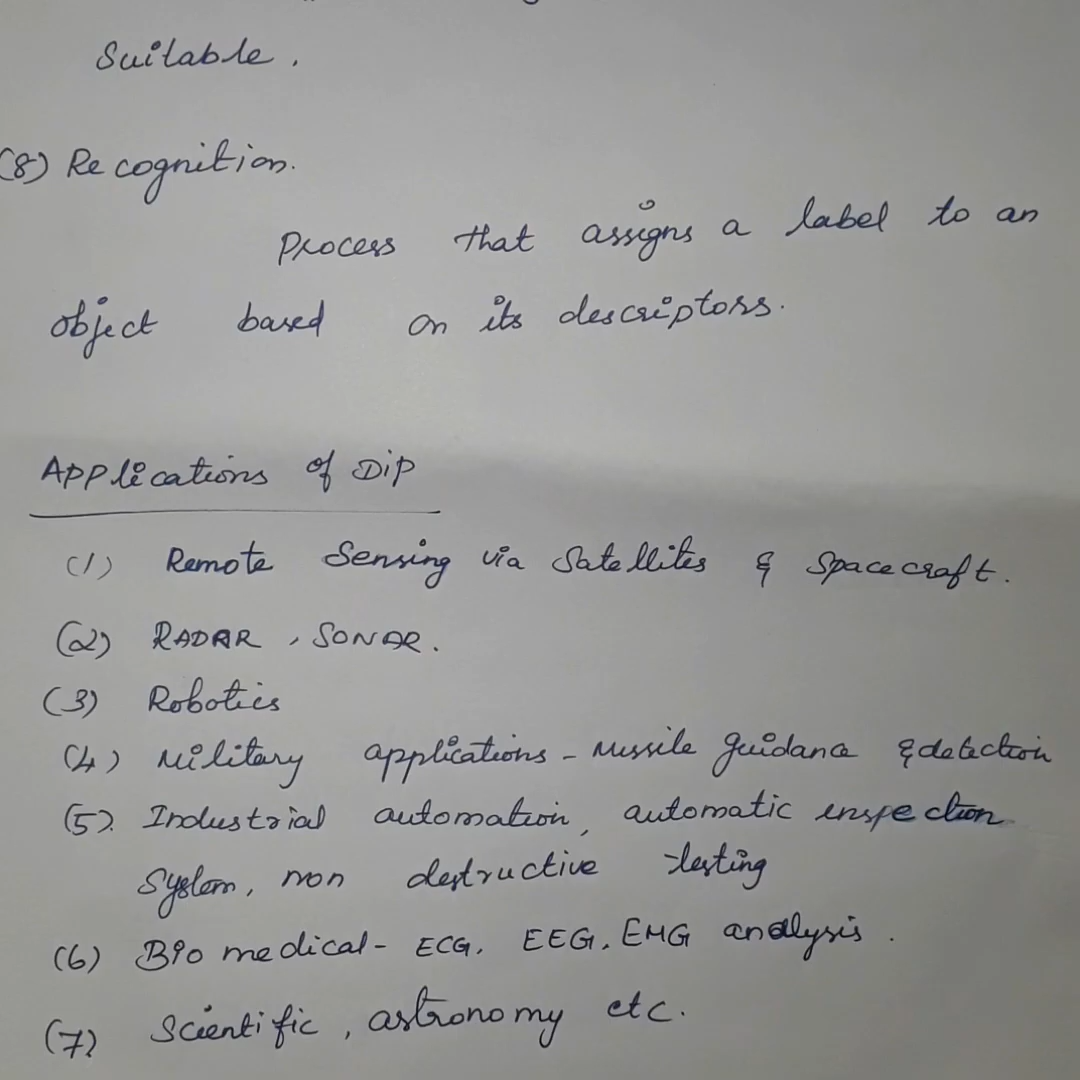 Suitable.
(8) Recognition.
Process that assigns a label to an
object based on its descriptors.
Applications of DIP
(1) Remote Sensing via Satellites & Spacecraft.
(2) RADAR, SONAR.
(3) Robotics
(4) Military applications - Missile guidance & detection
(5). Industrial automation, automatic inspection
System, non destructive testing
(6) Bio medical - ECG, EEG, EMG analysis.
(7) Scientific, astronomy etc.